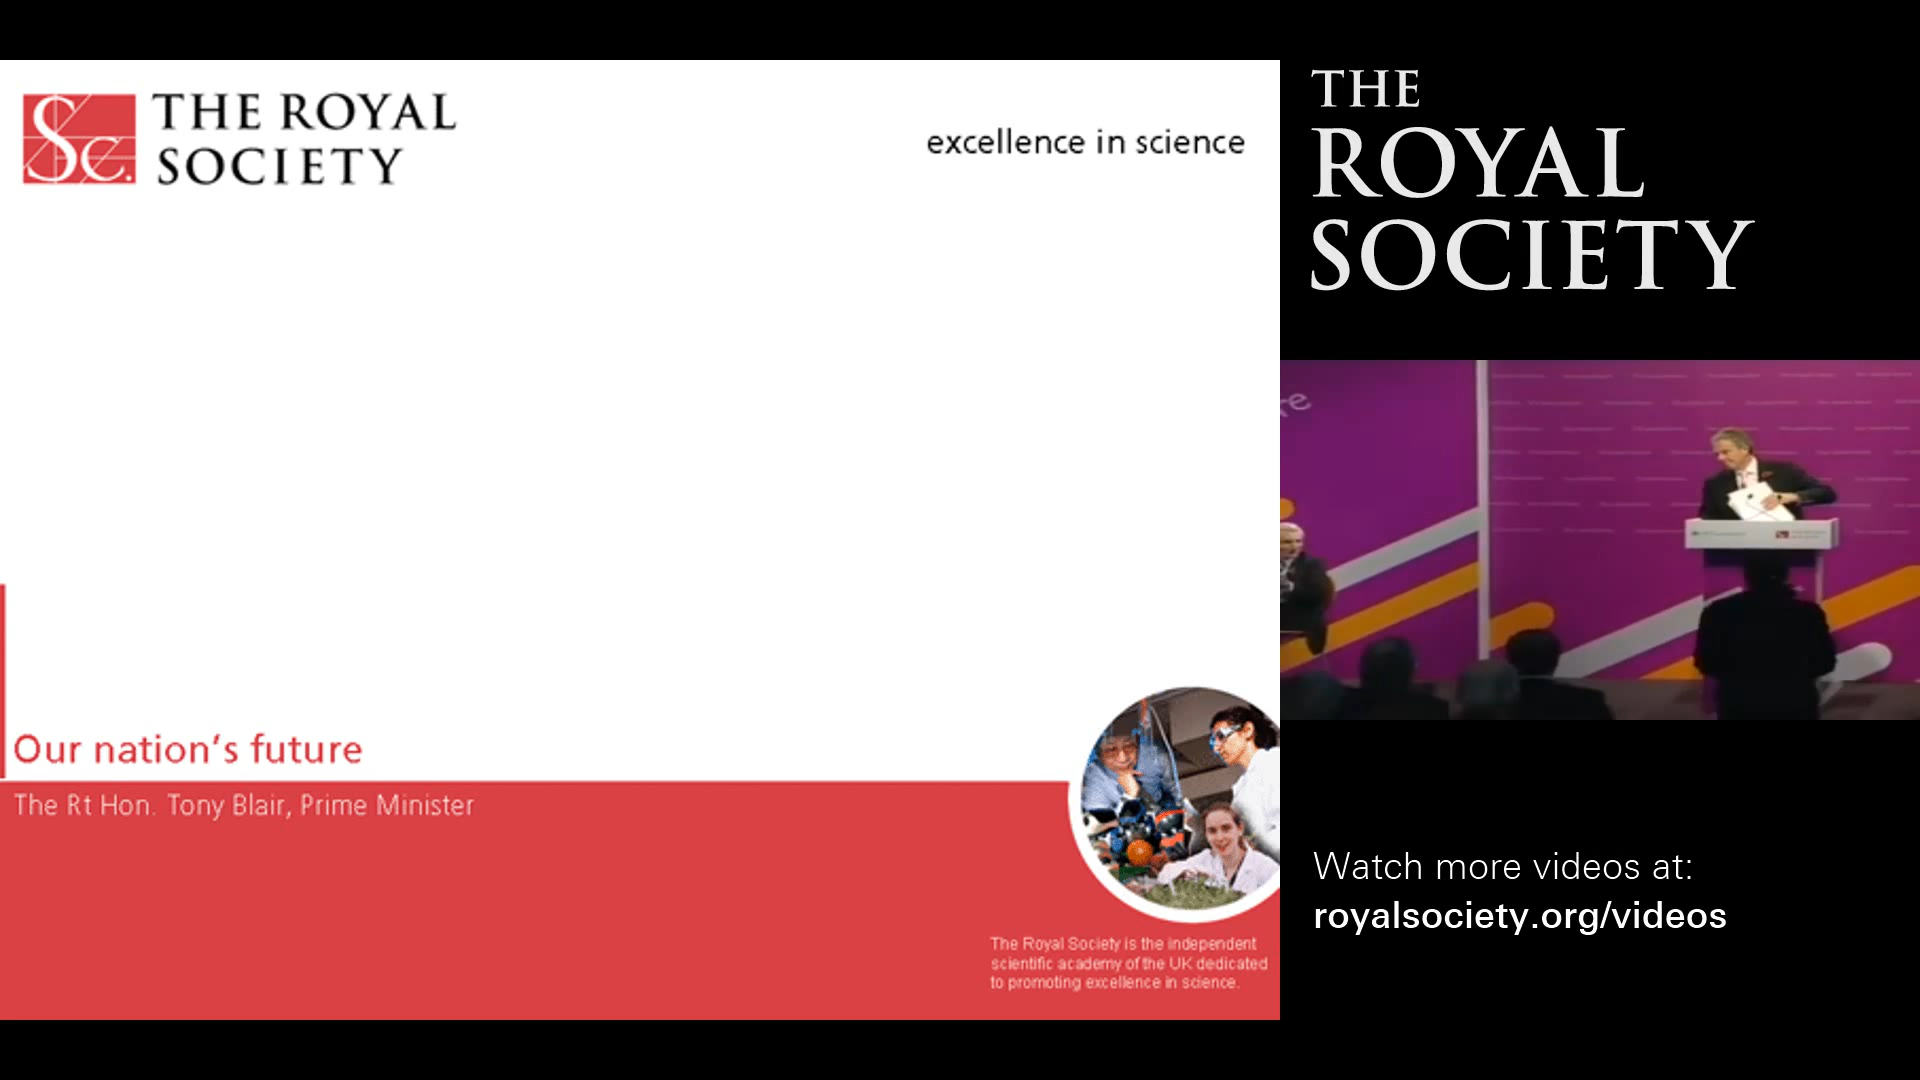 Sc.
THE ROYAL
SOCIETY
excellence in science
Our nation's future
The Rt Hon. Tony Blair, Prime Minister
The Royal Society is the independent
scientific academy of the UK dedicated
to promoting excellence in science.
THE
ROYAL
SOCIETY
re
Watch more videos at:
royalsociety.org/videos